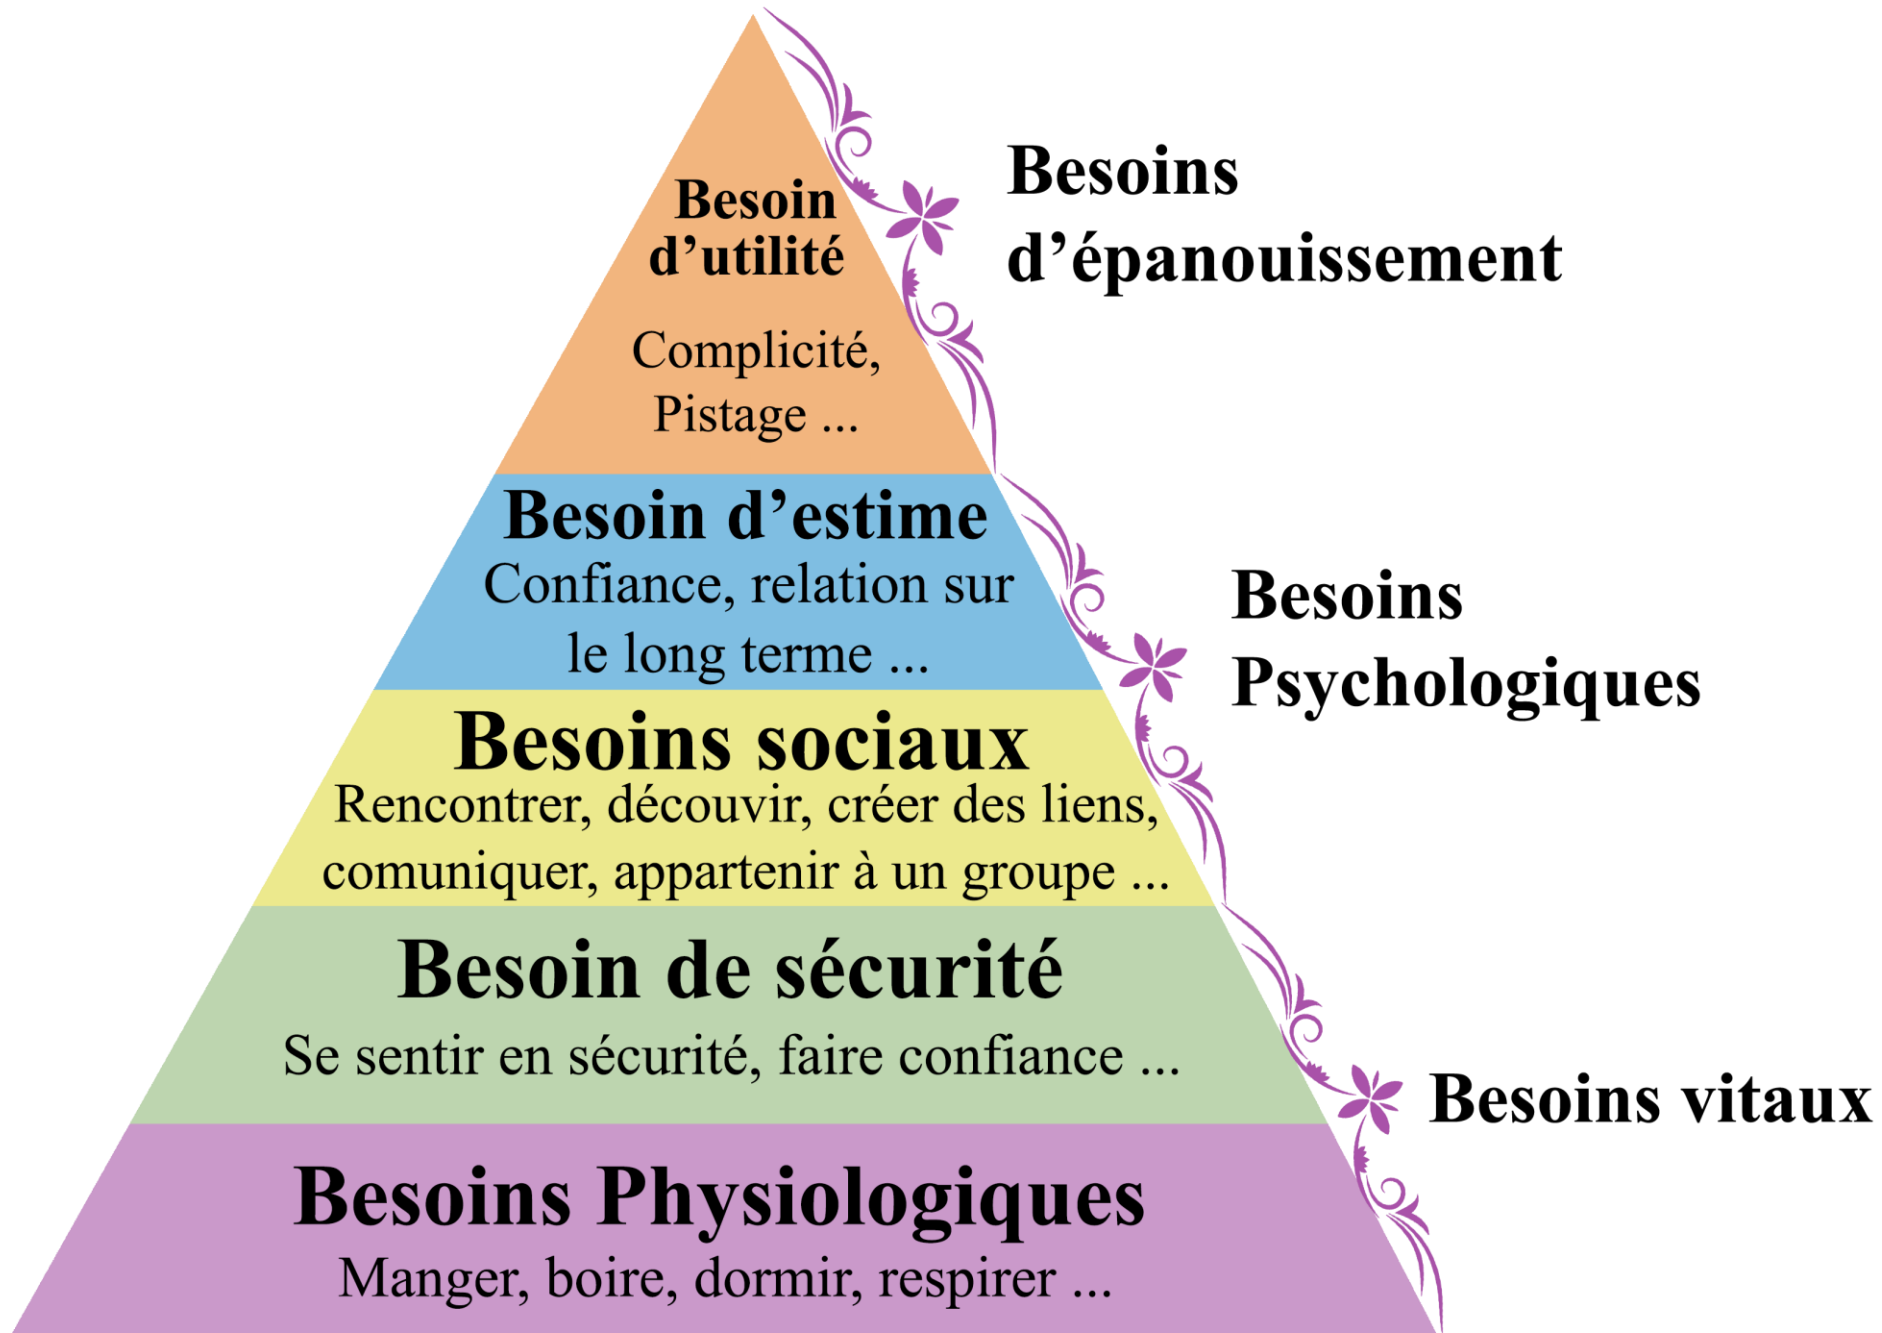 Besoin
d’utilité
Complicité,
Pistage ...
Besoins
d’épanouissement
Besoin d’estime
Confiance, relation sur
le long terme ...
Besoins
Psychologiques
Besoins sociaux
Rencontrer, découvir, créer des liens,
comuniquer, appartenir à un groupe ...
Besoin de sécurité
Se sentir en sécurité, faire confiance ...
Besoins vitaux
Besoins Physiologiques
Manger, boire, dormir, respirer ...